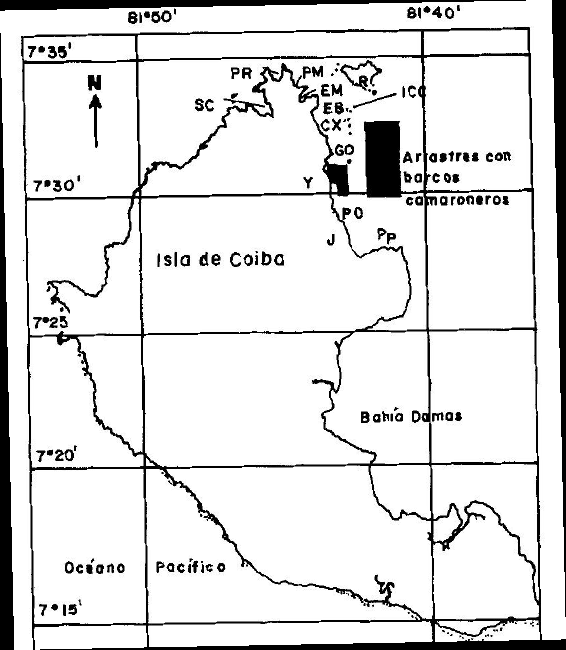 81°50' 81°40'
7°35'
N
PR PM R
EM ICC
SC EB
CX
GO
Arrastres con
barcos
camaroneros
7°30' Y
PO
J PP
Isla de Coiba
7°25
Bahía Damas
7°20'
Océano Pacífico
7°15'